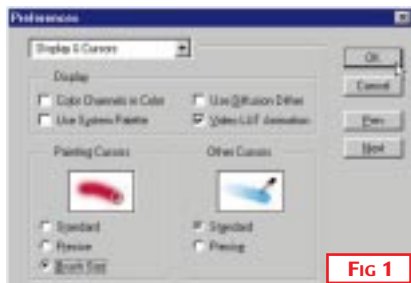 Preferences
Display & Cursors
OK
Cancel
Prev
Next
Display
Color Channels in Color
Use Diffusion Dither
Use System Palette
Video LUT Animation
Painting Cursors
Other Cursors
Standard
Standard
Precise
Precise
Brush Size
FIG 1